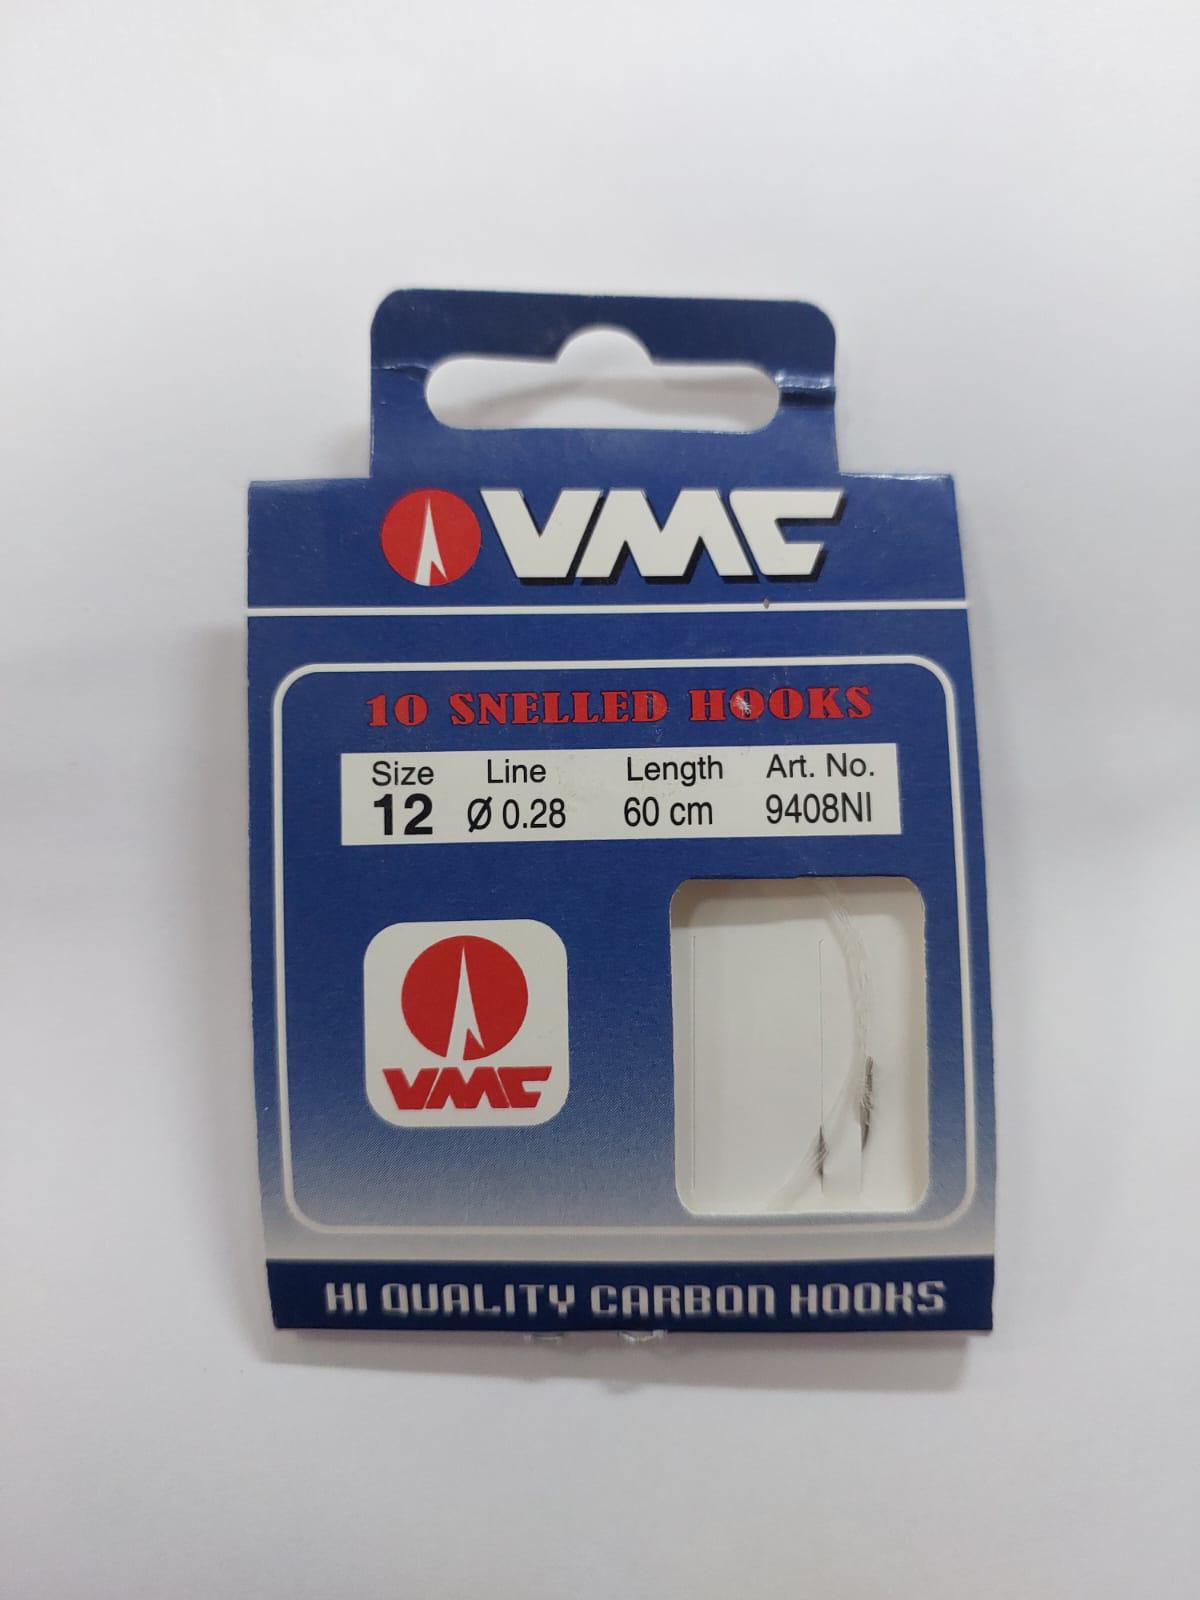 VMC
10 SNELLED HOOKS
Size Line Length Art. No.
12 Ø 0.28 60 cm 9408NI
VMC
HI QUALITY CARBON HOOKS